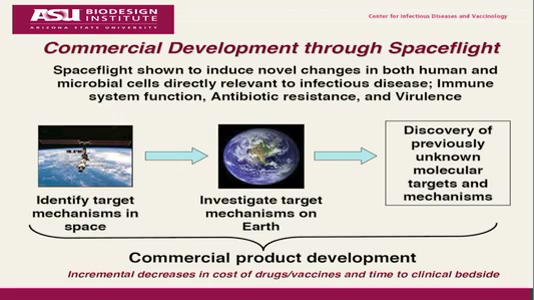 ASU BIODESIGN
INSTITUTE
ARIZONA STATE UNIVERSITY
Center for Infectious Diseases and Vaccinology
Commercial Development through Spaceflight
Spaceflight shown to induce novel changes in both human and
microbial cells directly relevant to infectious disease; Immune
system function, Antibiotic resistance, and Virulence
Identify target
mechanisms in
space
Investigate target
mechanisms on
Earth
Discovery of
previously
unknown
molecular
targets and
mechanisms
Commercial product development
Incremental decreases in cost of drugs/vaccines and time to clinical bedside